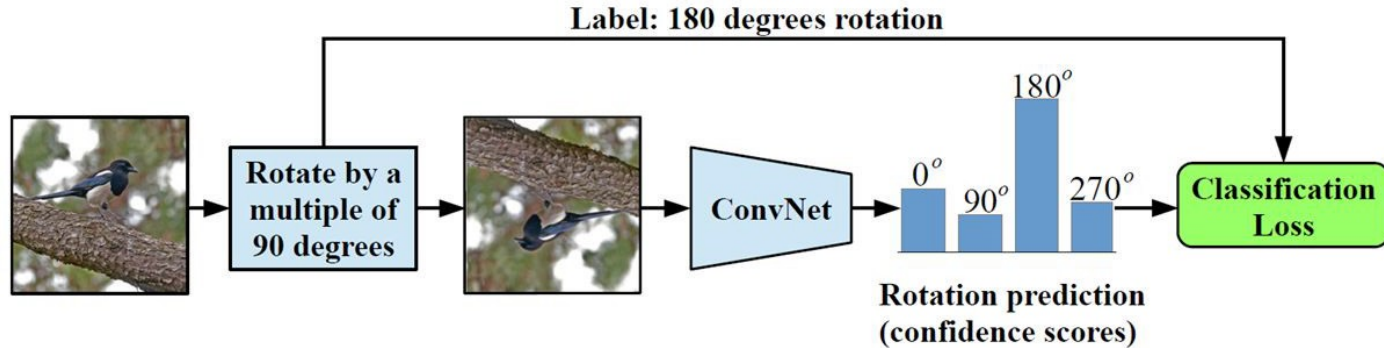 Label: 180 degrees rotation
Rotate by a
multiple of
90 degrees
ConvNet
0°
90°
180°
270°
Rotation prediction
(confidence scores)
Classification
Loss